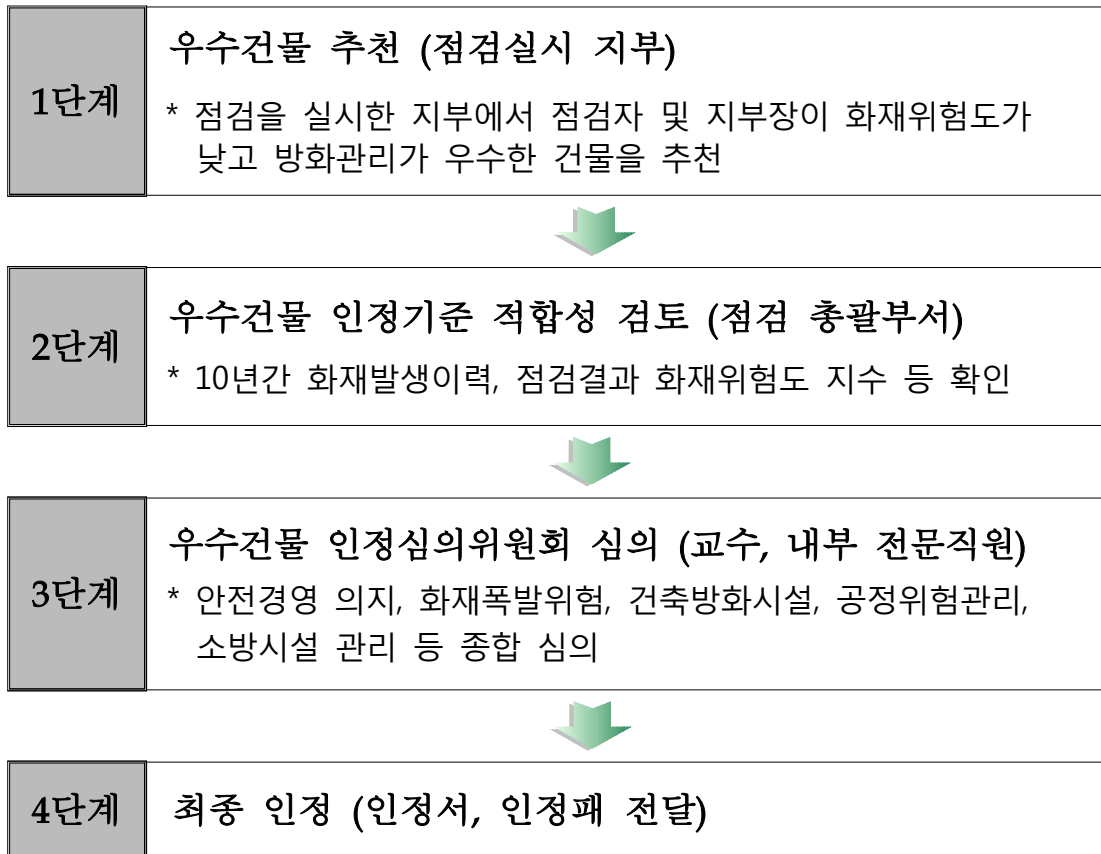 1단계
우수건물 추천 (점검실시 지부)
* 점검을 실시한 지부에서 점검자 및 지부장이 화재위험도가
낮고 방화관리가 우수한 건물을 추천
2단계
우수건물 인정기준 적합성 검토 (점검 총괄부서)
* 10년간 화재발생이력, 점검결과 화재위험도 지수 등 확인
3단계
우수건물 인정심의위원회 심의 (교수, 내부 전문직원)
* 안전경영 의지, 화재폭발위험, 건축방화시설, 공정위험관리,
소방시설 관리 등 종합 심의
4단계
최종 인정 (인정서, 인정패 전달)